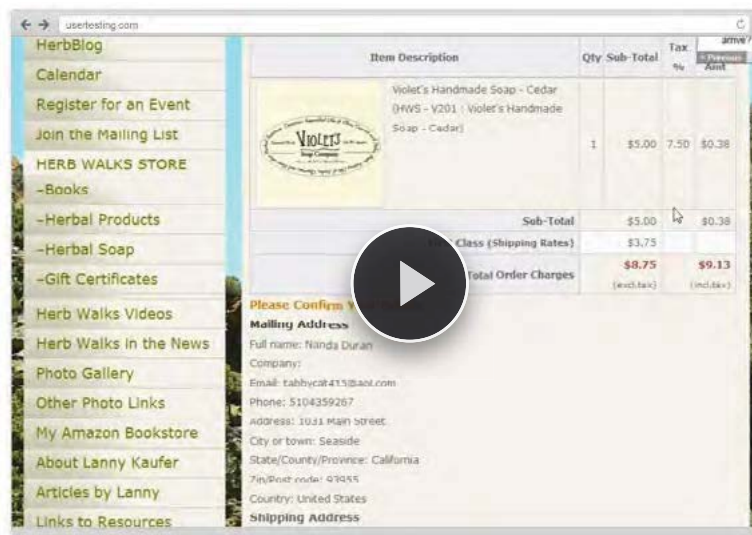 usertesting.com
HerbBlog
Calendar
Register for an Event
Join the Mailing List
HERB WALKS STORE
–Books
–Herbal Products
–Herbal Soap
–Gift Certificates
Herb Walks Videos
Herb Walks in the News
Photo Gallery
Other Photo Links
My Amazon Bookstore
About Lanny Kaufer
Articles by Lanny
Links to Resources
arrive?
Item Description Qty Sub-Total Tax % Amt
Violet's Handmade Soap - Cedar
(HWS - V201 : Violet's Handmade
Soap - Cedar)
VIOLET'S
Soap Company
1 $5.00 7.50 $0.38
Sub-Total $5.00 $0.38
Class (Shipping Rates) $3.75
Total Order Charges $8.75 $9.13
(excl.tax) (incl.tax)
Please Confirm
Mailing Address
Full name: Nanda Duran
Company:
Email: tabbycat415@aol.com
Phone: 5104359267
Address: 1031 Main Street
City or town: Seaside
State/County/Province: California
Zip/Post code: 93955
Country: United States
Shipping Address